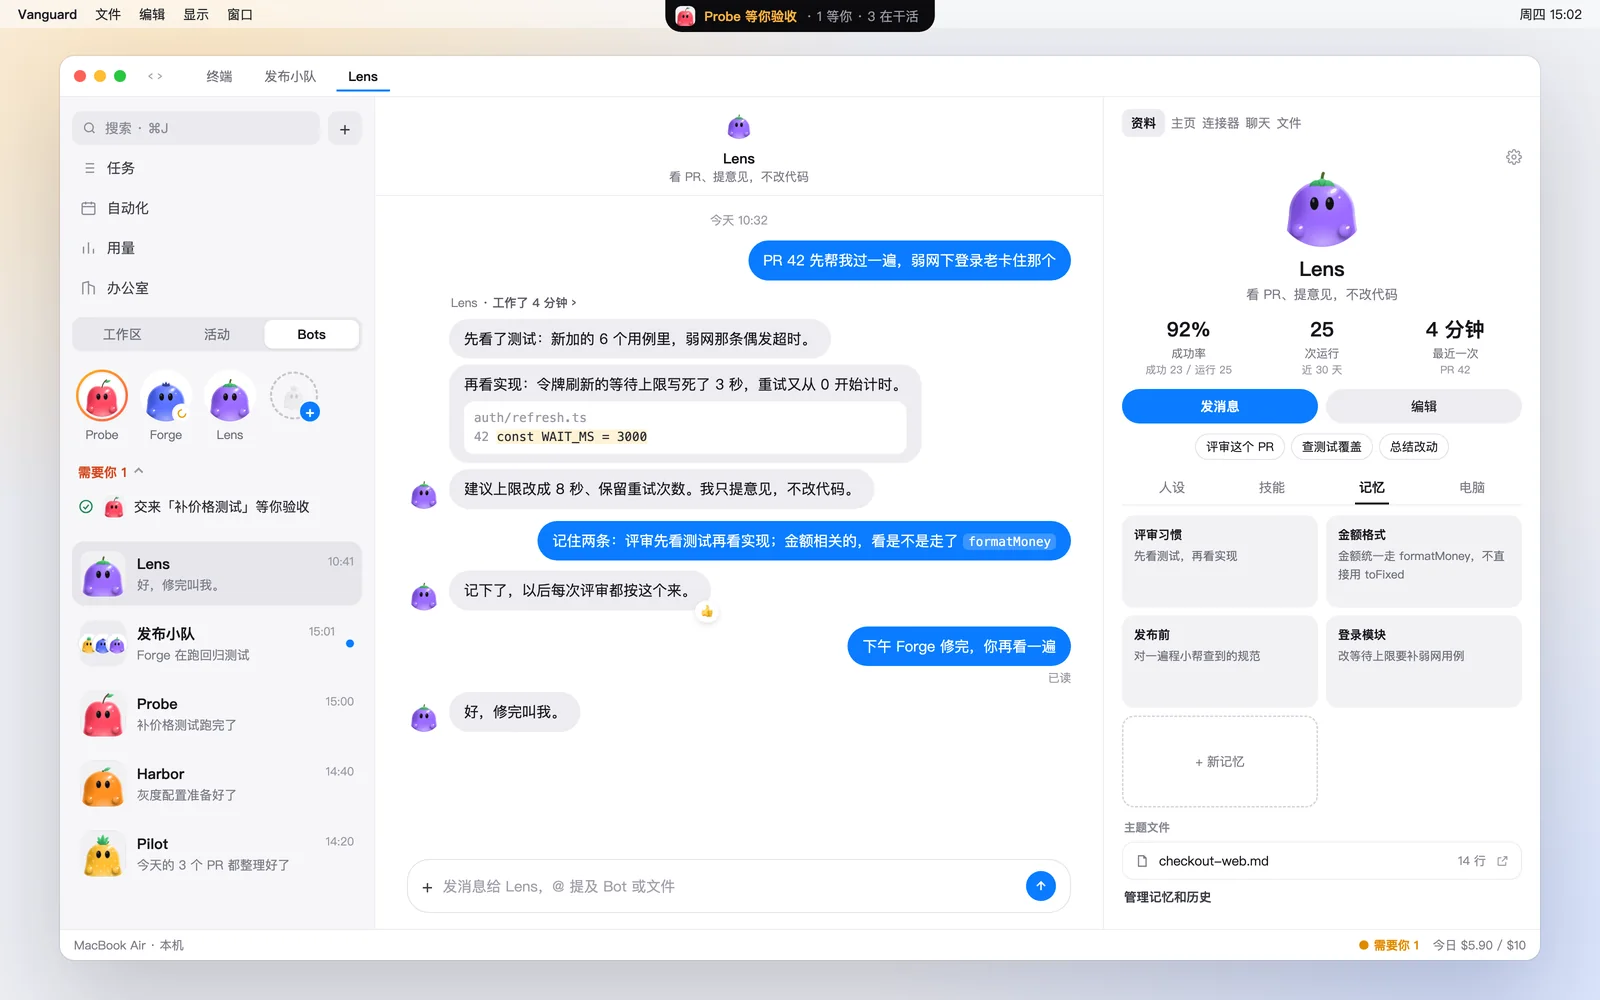 Vanguard 文件 编辑 显示 窗口
Probe 等你验收 · 1 等你 · 3 在干活
周四 15:02
终端 发布小队 Lens
搜索 · ⌘J
+
任务
自动化
用量
办公室
工作区 活动 Bots
Probe Forge Lens
需要你 1
交来「补价格测试」等你验收
Lens 10:41
好，修完叫我。
发布小队 15:01
Forge 在跑回归测试
Probe 15:00
补价格测试跑完了
Harbor 14:40
灰度配置准备好了
Pilot 14:20
今天的 3 个 PR 都整理好了
Lens
看 PR、提意见，不改代码
今天 10:32
PR 42 先帮我过一遍，弱网下登录老卡住那个
Lens · 工作了 4 分钟 ›
先看了测试：新加的 6 个用例里，弱网那条偶发超时。
再看实现：令牌刷新的等待上限写死了 3 秒，重试又从 0 开始计时。
auth/refresh.ts
42 const WAIT_MS = 3000
建议上限改成 8 秒、保留重试次数。我只提意见，不改代码。
记住两条：评审先看测试再看实现；金额相关的，看是不是走了 formatMoney
记下了，以后每次评审都按这个来。
👍
下午 Forge 修完，你再看一遍
已读
好，修完叫我。
+ 发消息给 Lens，@ 提及 Bot 或文件
资料 主页 连接器 聊天 文件
Lens
看 PR、提意见，不改代码
92% 25 4 分钟
成功率 次运行 最近一次
成功 23 / 运行 25 近 30 天 PR 42
发消息 编辑
评审这个 PR 查测试覆盖 总结改动
人设 技能 记忆 电脑
评审习惯
先看测试，再看实现
金额格式
金额统一走 formatMoney，不直
接用 toFixed
发布前
对一遍程小帮查到的规范
登录模块
改等待上限要补弱网用例
+ 新记忆
主题文件
checkout-web.md 14 行
管理记忆和历史
MacBook Air · 本机
需要你 1 今日 $5.90 / $10